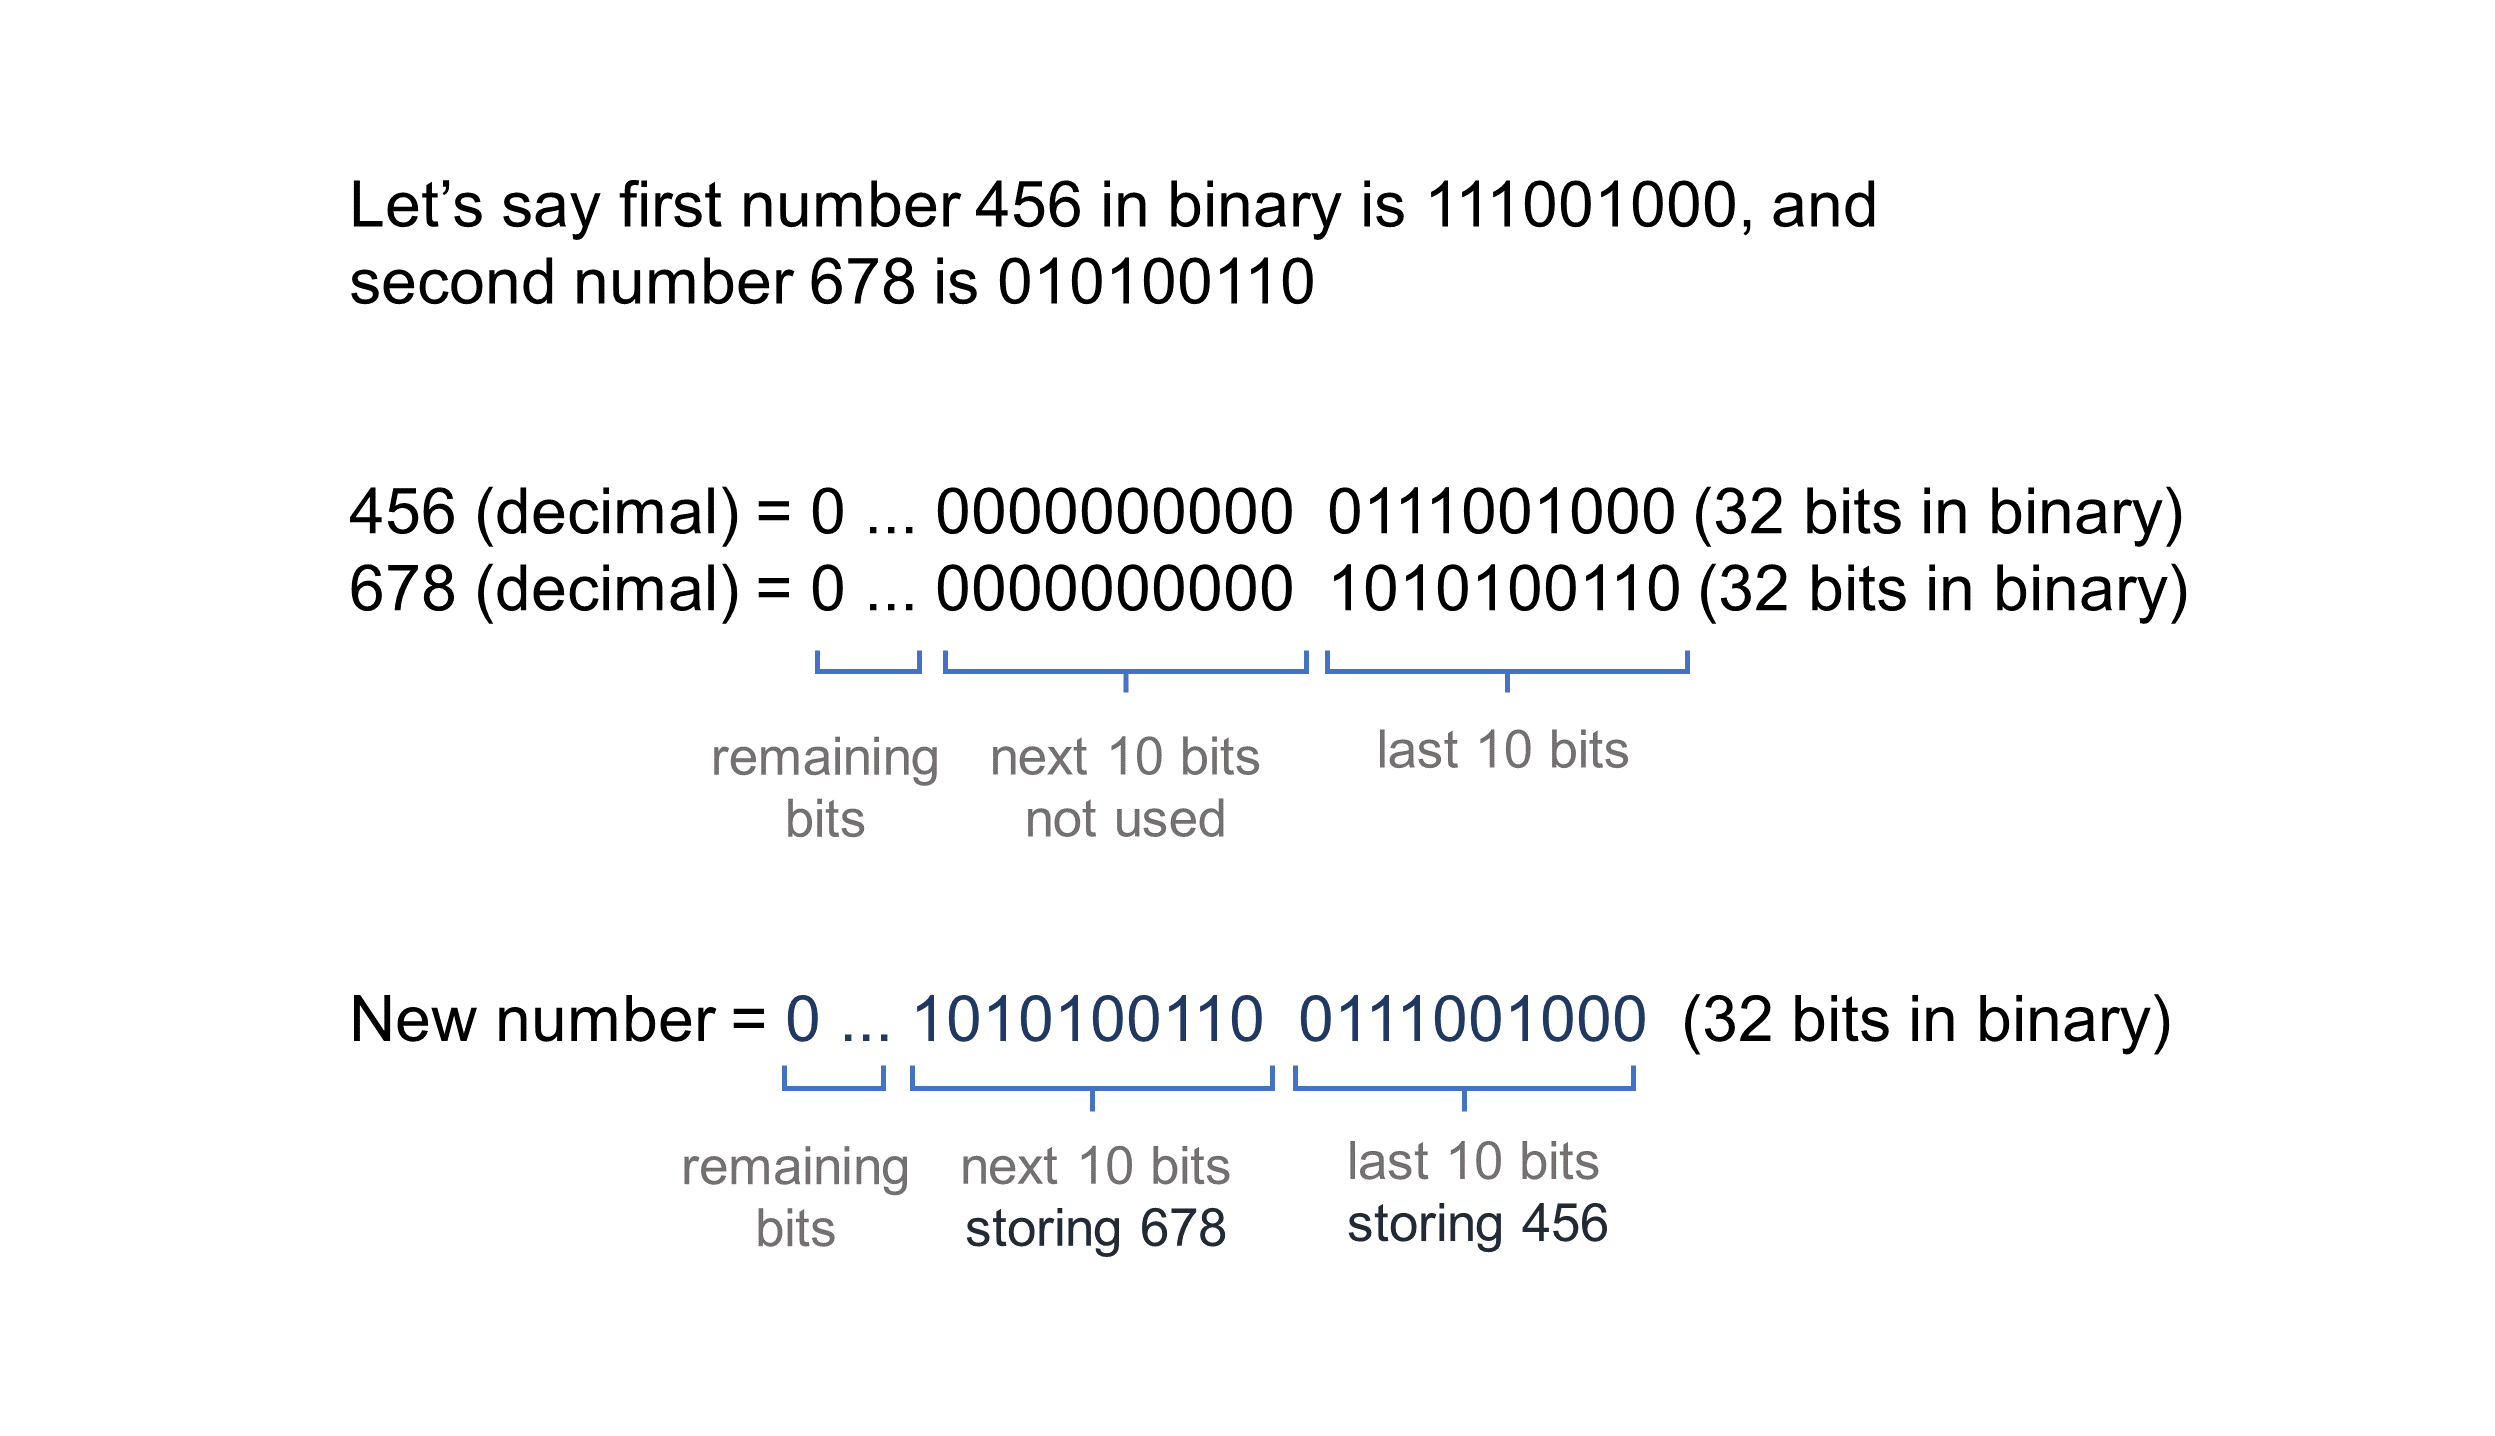 Let's say first number 456 in binary is 111001000, and
second number 678 is 010100110
456 (decimal) = 0 ... 0000000000 0111001000 (32 bits in binary)
678 (decimal) = 0 ... 0000000000 1010100110 (32 bits in binary)
remaining bits
next 10 bits not used
last 10 bits
New number = 0 ... 1010100110 0111001000 (32 bits in binary)
remaining bits
next 10 bits
storing 678
last 10 bits
storing 456